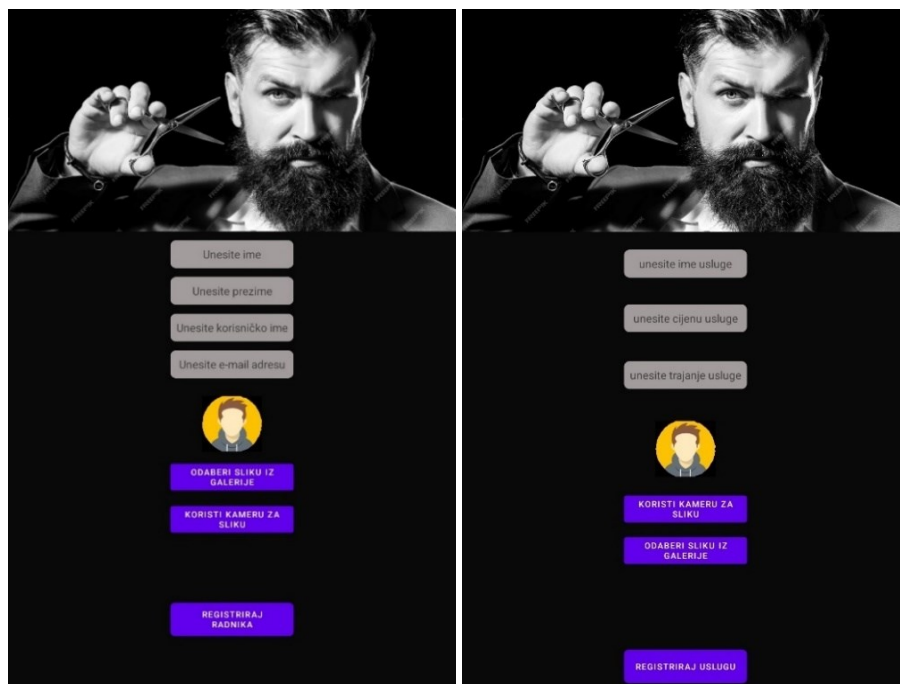 Unesite ime
Unesite prezime
Unesite korisničko ime
Unesite e-mail adresu
ODABERI SLIKU IZ
GALERIJE
KORISTI KAMERU ZA
SLIKU
REGISTRIRAJ
RADNIKA
unesite ime usluge
unesite cijenu usluge
unesite trajanje usluge
KORISTI KAMERU ZA
SLIKU
ODABERI SLIKU IZ
GALERIJE
REGISTRIRAJ USLUGU